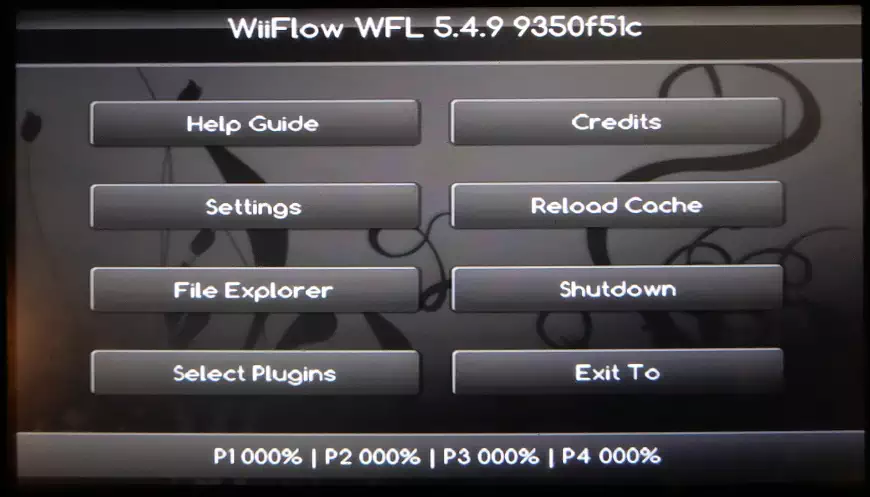 WiiFlow WFL 5.4.9 9350f51c
Help Guide
Credits
Settings
Reload Cache
File Explorer
Shutdown
Select Plugins
Exit To
P1 000% | P2 000% | P3 000% | P4 000%